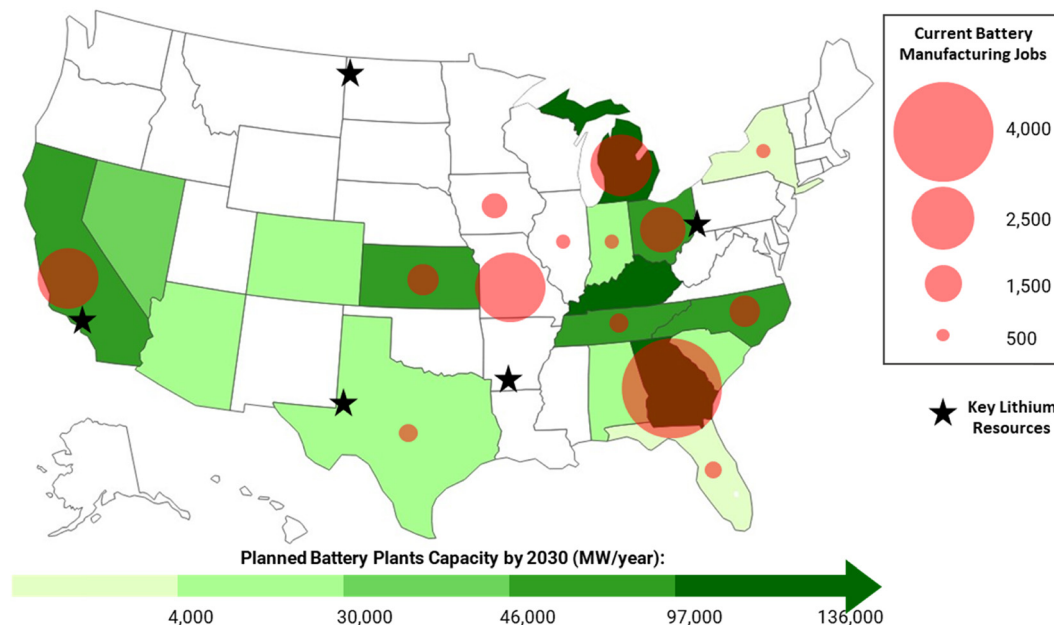 Current Battery
Manufacturing Jobs
4,000
2,500
1,500
500
Key Lithium
Resources
Planned Battery Plants Capacity by 2030 (MW/year):
4,000
30,000
46,000
97,000
136,000